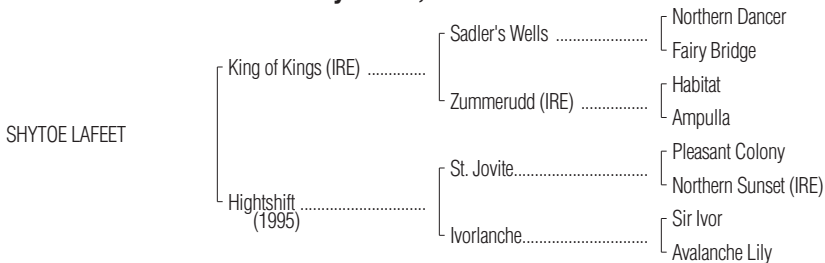 Northern Dancer
Sadler's Wells ....................
Fairy Bridge
King of Kings (IRE) .............
Habitat
Zummerudd (IRE) ...............
Ampulla
SHYTOE LAFEET
Pleasant Colony
St. Jovite..............................
Northern Sunset (IRE)
Hightshift ............................
(1995)
Sir Ivor
Ivorlanche............................
Avalanche Lily